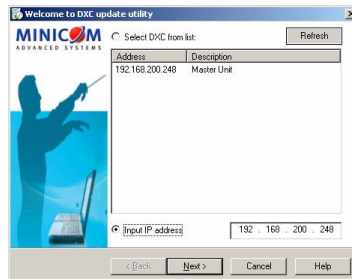 Welcome to DXC update utility
MINICOM
ADVANCED SYSTEMS
Select DXC from list:
Refresh
Address Description
192.168.200.248 Master Unit
Input IP address
192 . 168 . 200 . 248
< Back
Next >
Cancel
Help